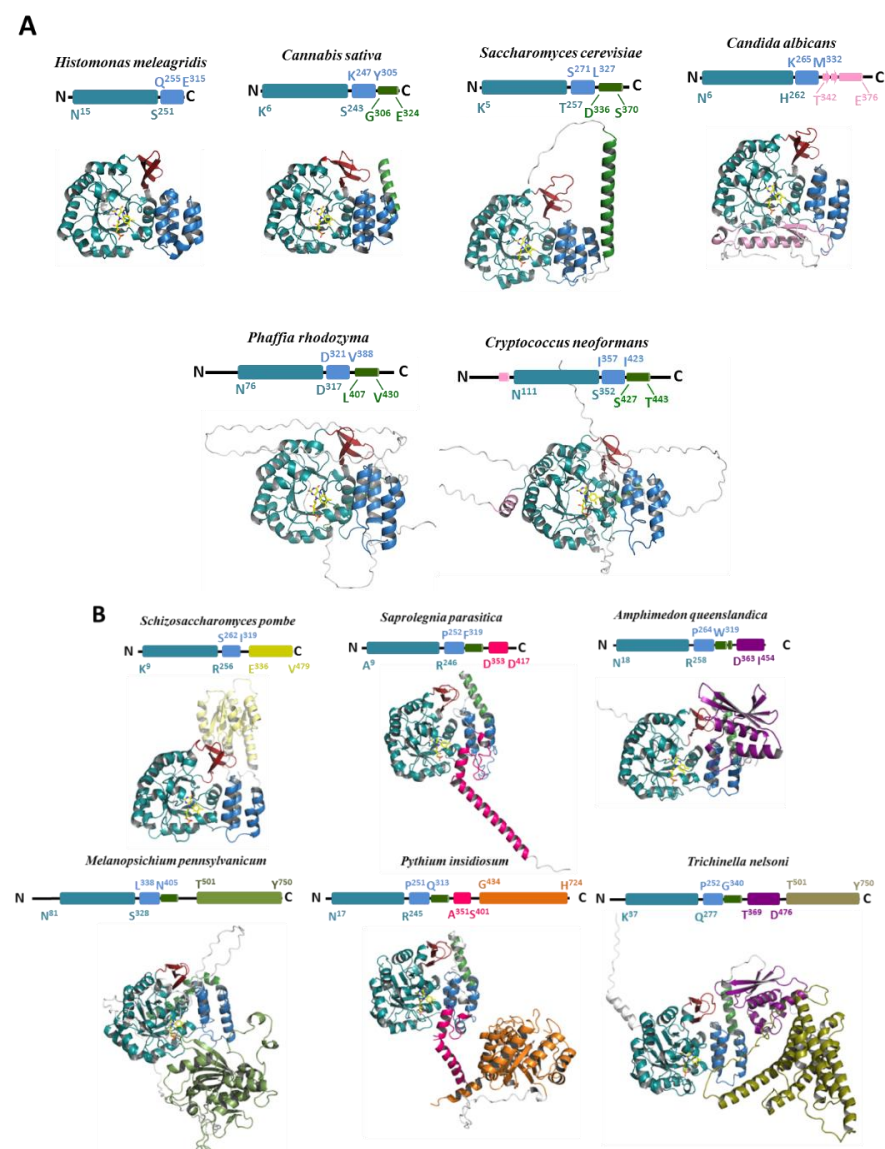 A
Histomonas meleagridis
Cannabis sativa
Saccharomyces cerevisiae
Candida albicans
Q255 E315
N C
N15 S251
K247 Y305
N C
K6 S243 G306 E324
S271 L327
N C
K5 T257 D336 S370
K265 M332
N C
N6 H262 T342 E376
Phaffia rhodozyma
Cryptococcus neoformans
D321 V388
N C
N76 D317 L407 V430
I357 I423
N C
N111 S352 S427 T443
B
Schizosaccharomyces pombe
Saprolegnia parasitica
Amphimedon queenslandica
S262 I319
N C
K9 R256 E336 V479
P252 F319
N C
A9 R246 D353 D417
P264 W319
N C
N18 R258 D363 I454
Melanopsichium pennsylvanicum
Pythium insidiosum
Trichinella nelsoni
L338 N405 T501 Y750
N C
N81 S328
P251 Q313 G434 H724
N C
N17 R245 A351 S401
P252 G340 T501 Y750
N C
K37 Q277 T369 D476